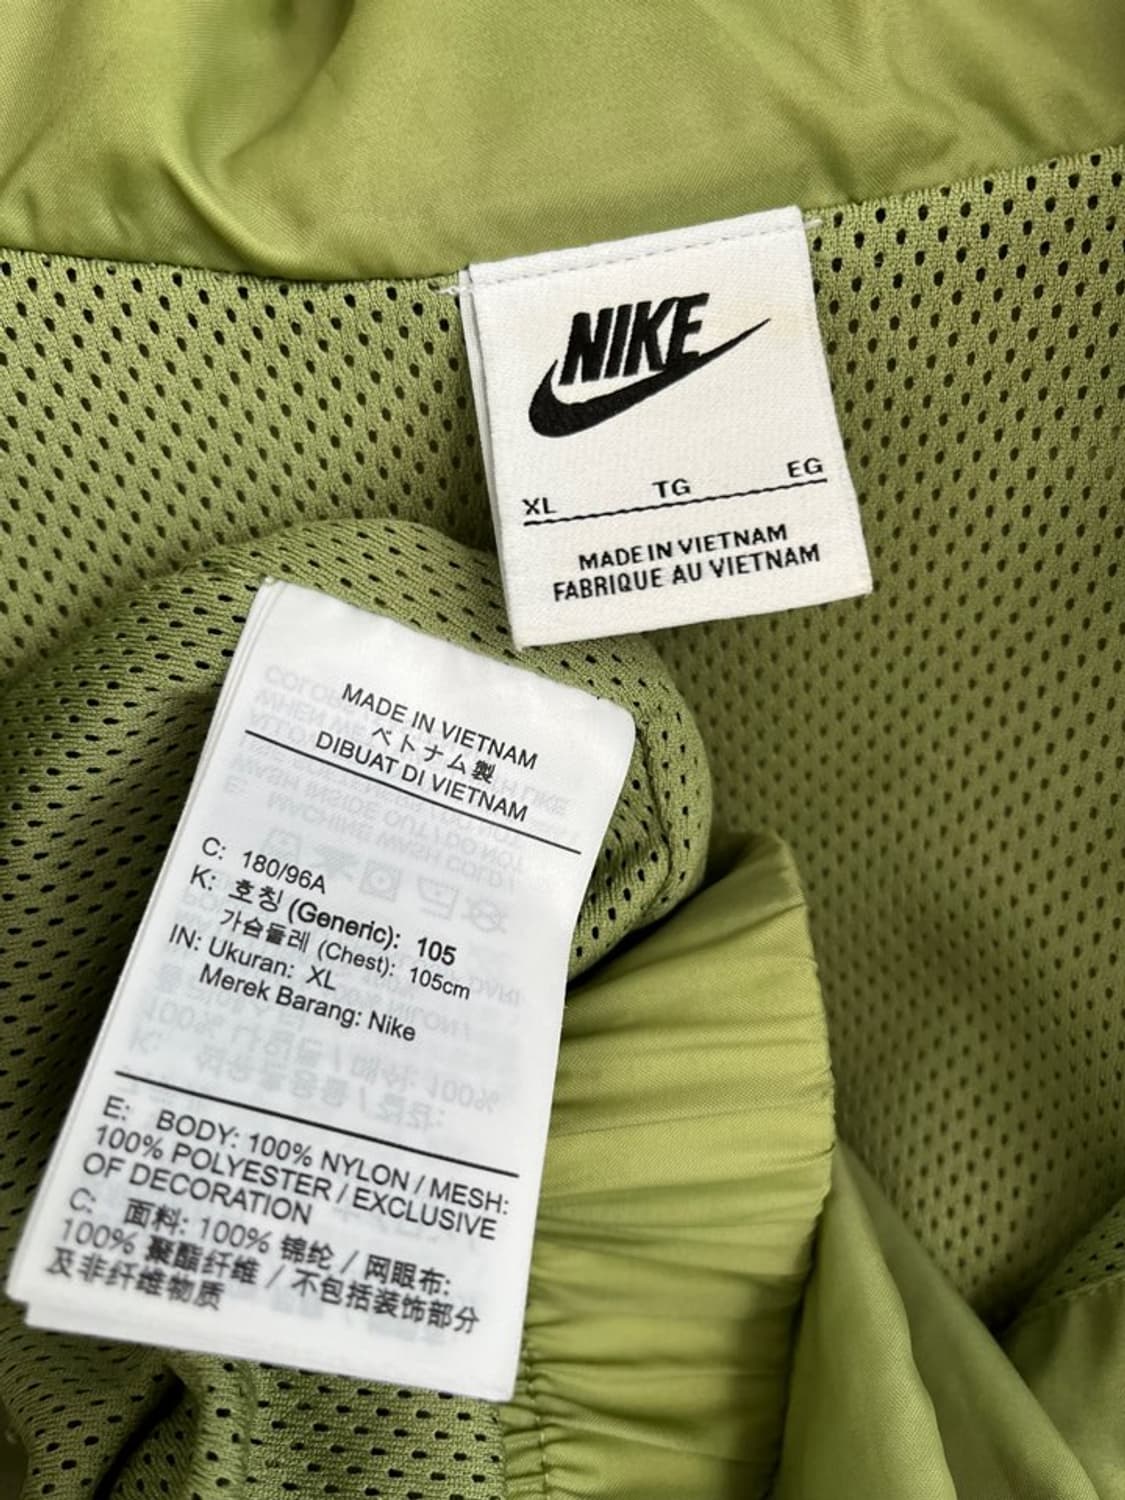 NIKE
XL TG EG
MADE IN VIETNAM
FABRIQUE AU VIETNAM
MADE IN VIETNAM
ベトナム製
DIBUAT DI VIETNAM
C: 180/96A
K: 호칭 (Generic): 105
가슴둘레 (Chest): 105cm
IN: Ukuran: XL
Merek Barang: Nike
E: BODY: 100% NYLON / MESH:
100% POLYESTER / EXCLUSIVE
OF DECORATION
C: 面料: 100% 锦纶 / 网眼布:
100% 聚酯纤维 / 不包括装饰部分
及非纤维物质